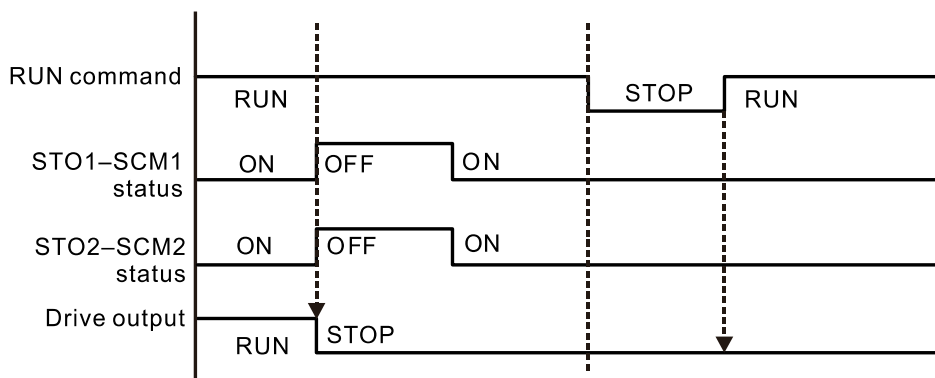 RUN command
RUN
STOP
RUN
STO1–SCM1
status
ON
OFF
ON
STO2–SCM2
status
ON
OFF
ON
Drive output
RUN
STOP